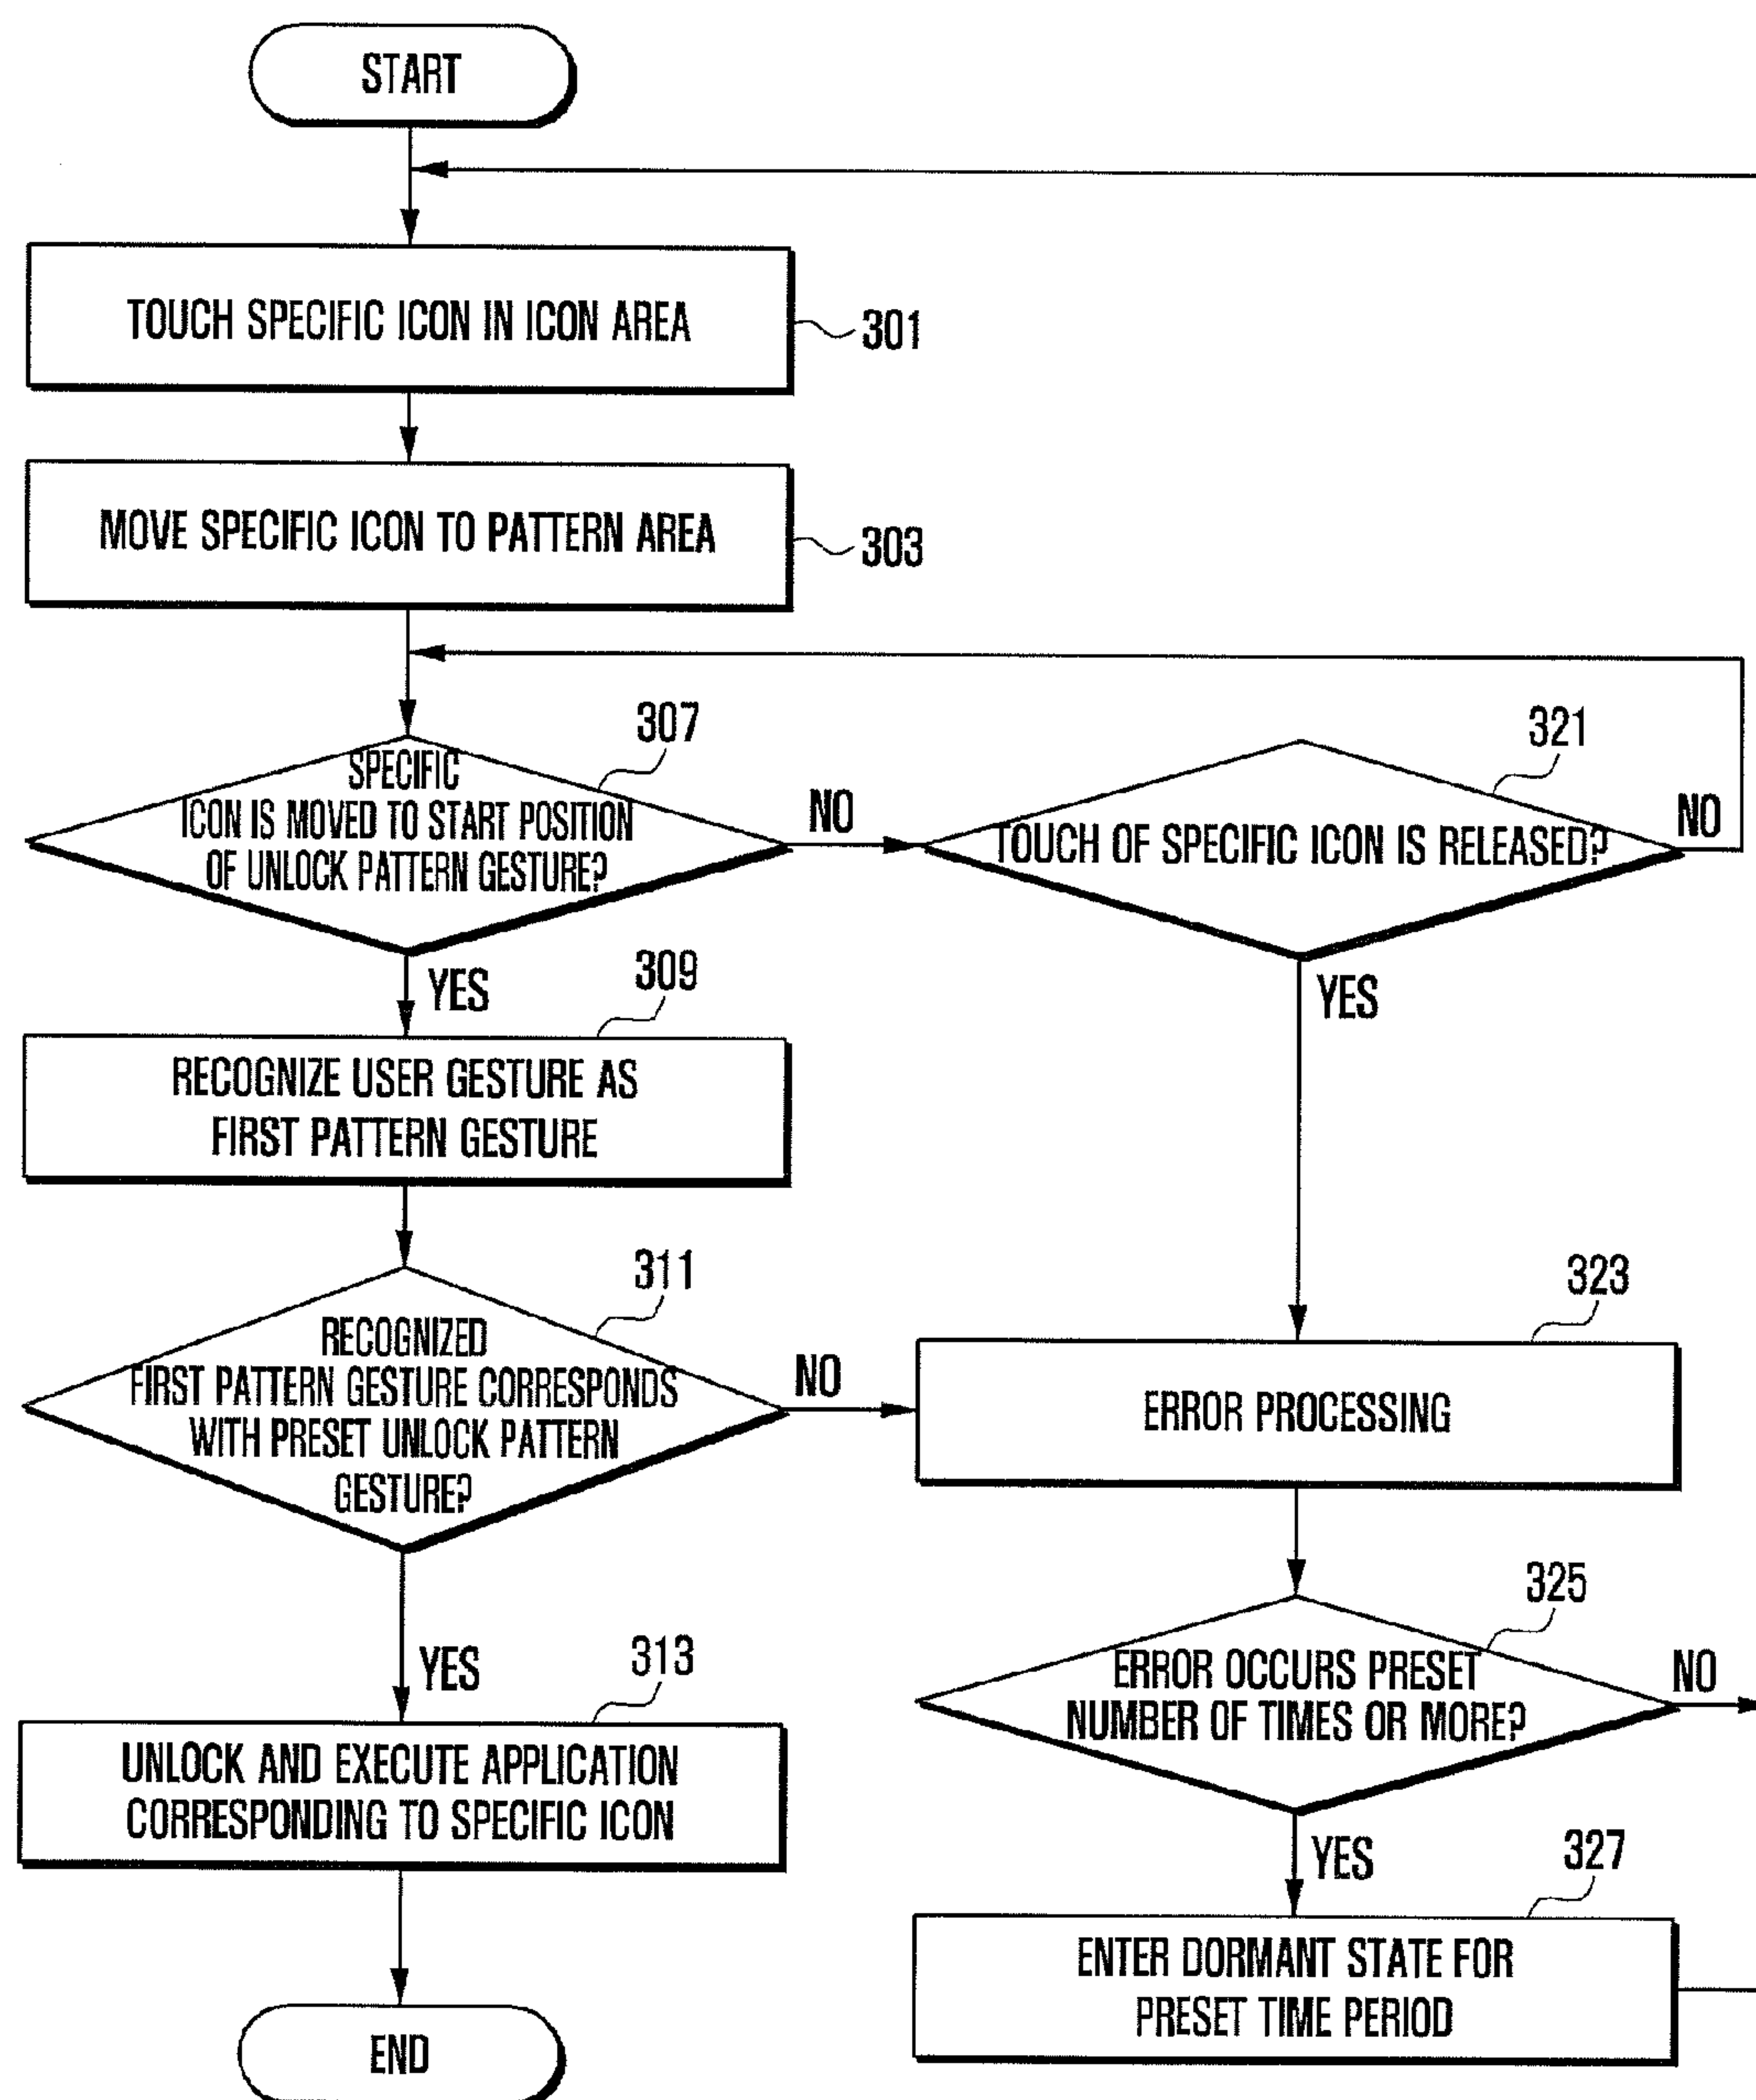 START
TOUCH SPECIFIC ICON IN ICON AREA
301
MOVE SPECIFIC ICON TO PATTERN AREA
303
307
SPECIFIC
ICON IS MOVED TO START POSITION
OF UNLOCK PATTERN GESTURE?
NO
321
TOUCH OF SPECIFIC ICON IS RELEASED?
NO
YES
309
YES
RECOGNIZE USER GESTURE AS
FIRST PATTERN GESTURE
311
RECOGNIZED
FIRST PATTERN GESTURE CORRESPONDS
WITH PRESET UNLOCK PATTERN
GESTURE?
NO
323
ERROR PROCESSING
325
ERROR OCCURS PRESET
NUMBER OF TIMES OR MORE?
NO
YES
313
UNLOCK AND EXECUTE APPLICATION
CORRESPONDING TO SPECIFIC ICON
YES
327
ENTER DORMANT STATE FOR
PRESET TIME PERIOD
END